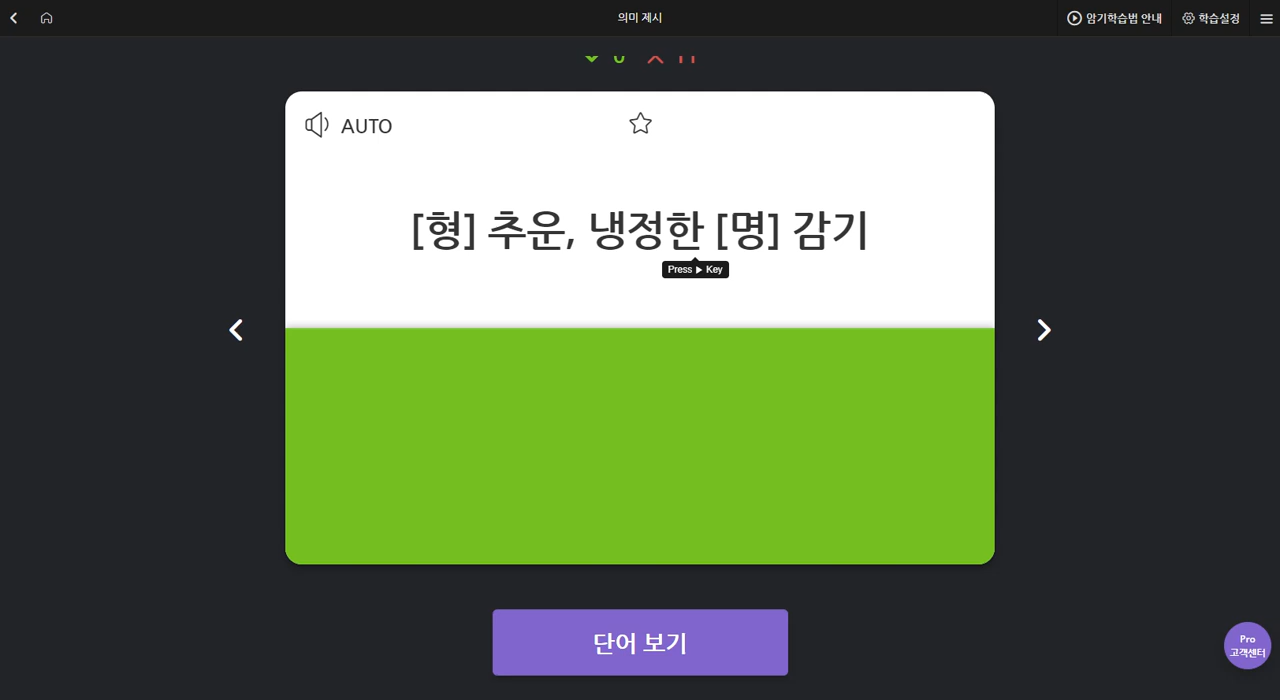 의미 제시
암기학습법 안내
학습설정
AUTO
[형] 추운, 냉정한 [명] 감기
Press ▶ Key
단어 보기
Pro
고객센터